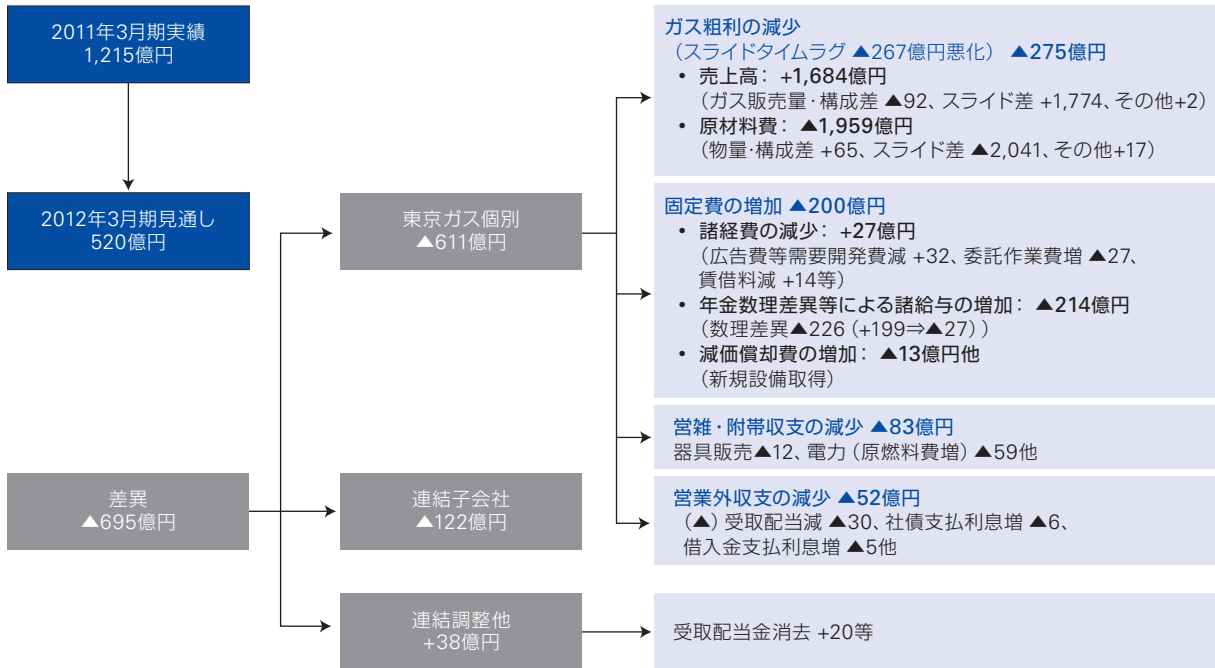 2011年3月期実績
1,215億円
2012年3月期見通し
520億円
差異
▲695億円
東京ガス個別
▲611億円
連結子会社
▲122億円
連結調整他
+38億円
ガス粗利の減少
（スライドタイムラグ ▲267億円悪化） ▲275億円
• 売上高： +1,684億円
（ガス販売量・構成差 ▲92、スライド差 +1,774、その他+2）
• 原材料費： ▲1,959億円
（物量・構成差 +65、スライド差 ▲2,041、その他+17）
固定費の増加 ▲200億円
• 諸経費の減少： +27億円
（広告費等需要開発費減 +32、委託作業費増 ▲27、
賃借料減 +14等）
• 年金数理差異等による諸給与の増加： ▲214億円
（数理差異▲226（+199⇒▲27））
• 減価償却費の増加： ▲13億円他
（新規設備取得）
営雑・附帯収支の減少 ▲83億円
器具販売▲12、電力（原燃料費増）▲59他
営業外収支の減少 ▲52億円
（▲）受取配当減 ▲30、社債支払利息増 ▲6、
借入金支払利息増 ▲5他
受取配当金消去 +20等